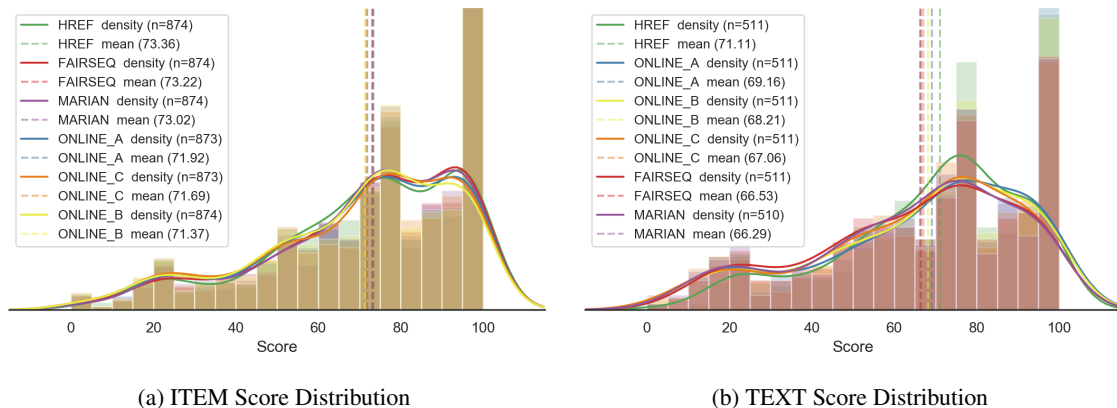 HREF density (n=874)
HREF mean (73.36)
FAIRSEQ density (n=874)
FAIRSEQ mean (73.22)
MARIAN density (n=874)
MARIAN mean (73.02)
ONLINE_A density (n=873)
ONLINE_A mean (71.92)
ONLINE_C density (n=873)
ONLINE_C mean (71.69)
ONLINE_B density (n=874)
ONLINE_B mean (71.37)
0 20 40 60 80 100
Score
(a) ITEM Score Distribution
HREF density (n=511)
HREF mean (71.11)
ONLINE_A density (n=511)
ONLINE_A mean (69.16)
ONLINE_B density (n=511)
ONLINE_B mean (68.21)
ONLINE_C density (n=511)
ONLINE_C mean (67.06)
FAIRSEQ density (n=511)
FAIRSEQ mean (66.53)
MARIAN density (n=510)
MARIAN mean (66.29)
0 20 40 60 80 100
Score
(b) TEXT Score Distribution